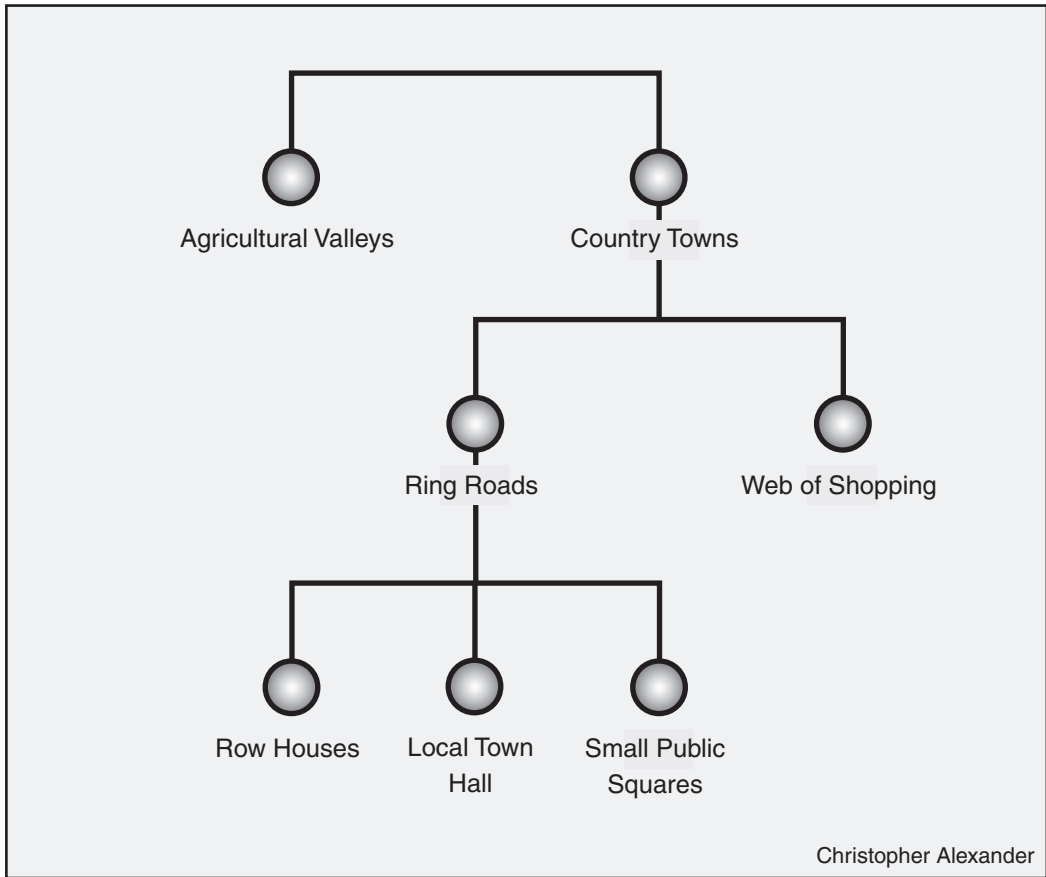 Agricultural Valleys
Country Towns
Ring Roads
Web of Shopping
Row Houses
Local Town
Hall
Small Public
Squares
Christopher Alexander